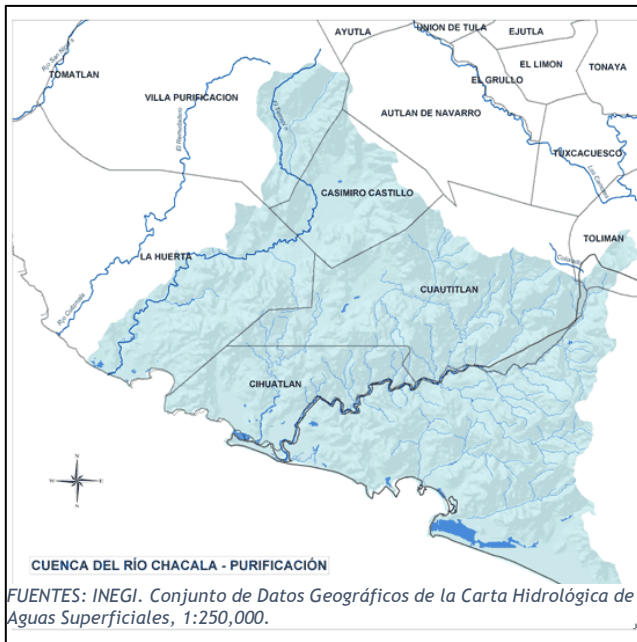 AYUTLA
UNION DE TULA
EJUTLA
EL LIMON
TONAYA
TOMATLAN
VILLA PURIFICACION
EL GRULLO
AUTLAN DE NAVARRO
TUXCACUESCO
CASIMIRO CASTILLO
TOLIMAN
LA HUERTA
CUAUTITLAN
CIHUATLAN
N
W
E
S
CUENCA DEL RÍO CHACALA - PURIFICACIÓN
FUENTES: INEGI. Conjunto de Datos Geográficos de la Carta Hidrológica de
Aguas Superficiales, 1:250,000.